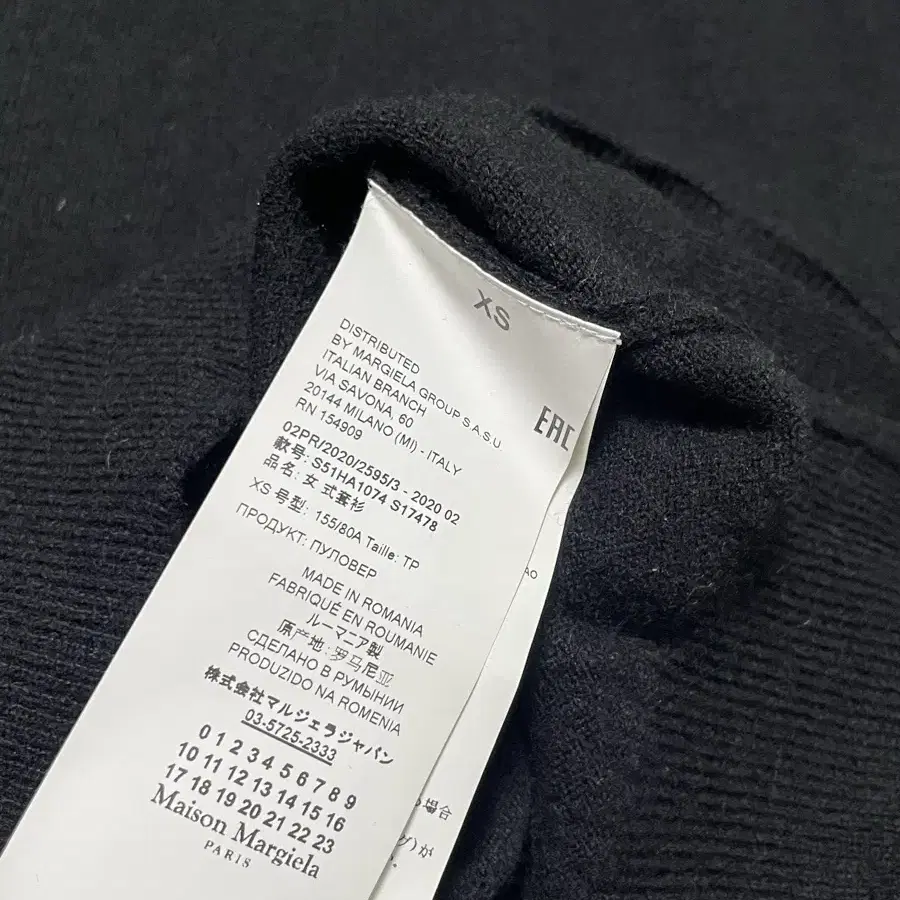 XS
EAC
DISTRIBUTED
BY MARGIELA GROUP S.A.S.U
ITALIAN BRANCH
VIA SAVONA, 60
20144 MILANO (MI) - ITALY
RN 154909
02PR/2020/2595/3 - 2020 02
款号: S51HA1074 S17478
品名: 女 式套衫
XS 号型: 155/80A Taille: TP
ПРОДУКТ: ПУЛОВЕР
MADE IN ROMANIA
FABRIQUÉ EN ROUMANIE
ルーマニア製
原产地: 罗马尼亚
СДЕЛАНО В РУМЫНИИ
PRODUZIDO NA ROMENIA
株式会社マルジェラジャパン
03-5725-2333
0 1 2 3 4 5 6 7 8 9
10 11 12 13 14 15 16
17 18 19 20 21 22 23
Maison Margiela
PARIS
場合
グ)が